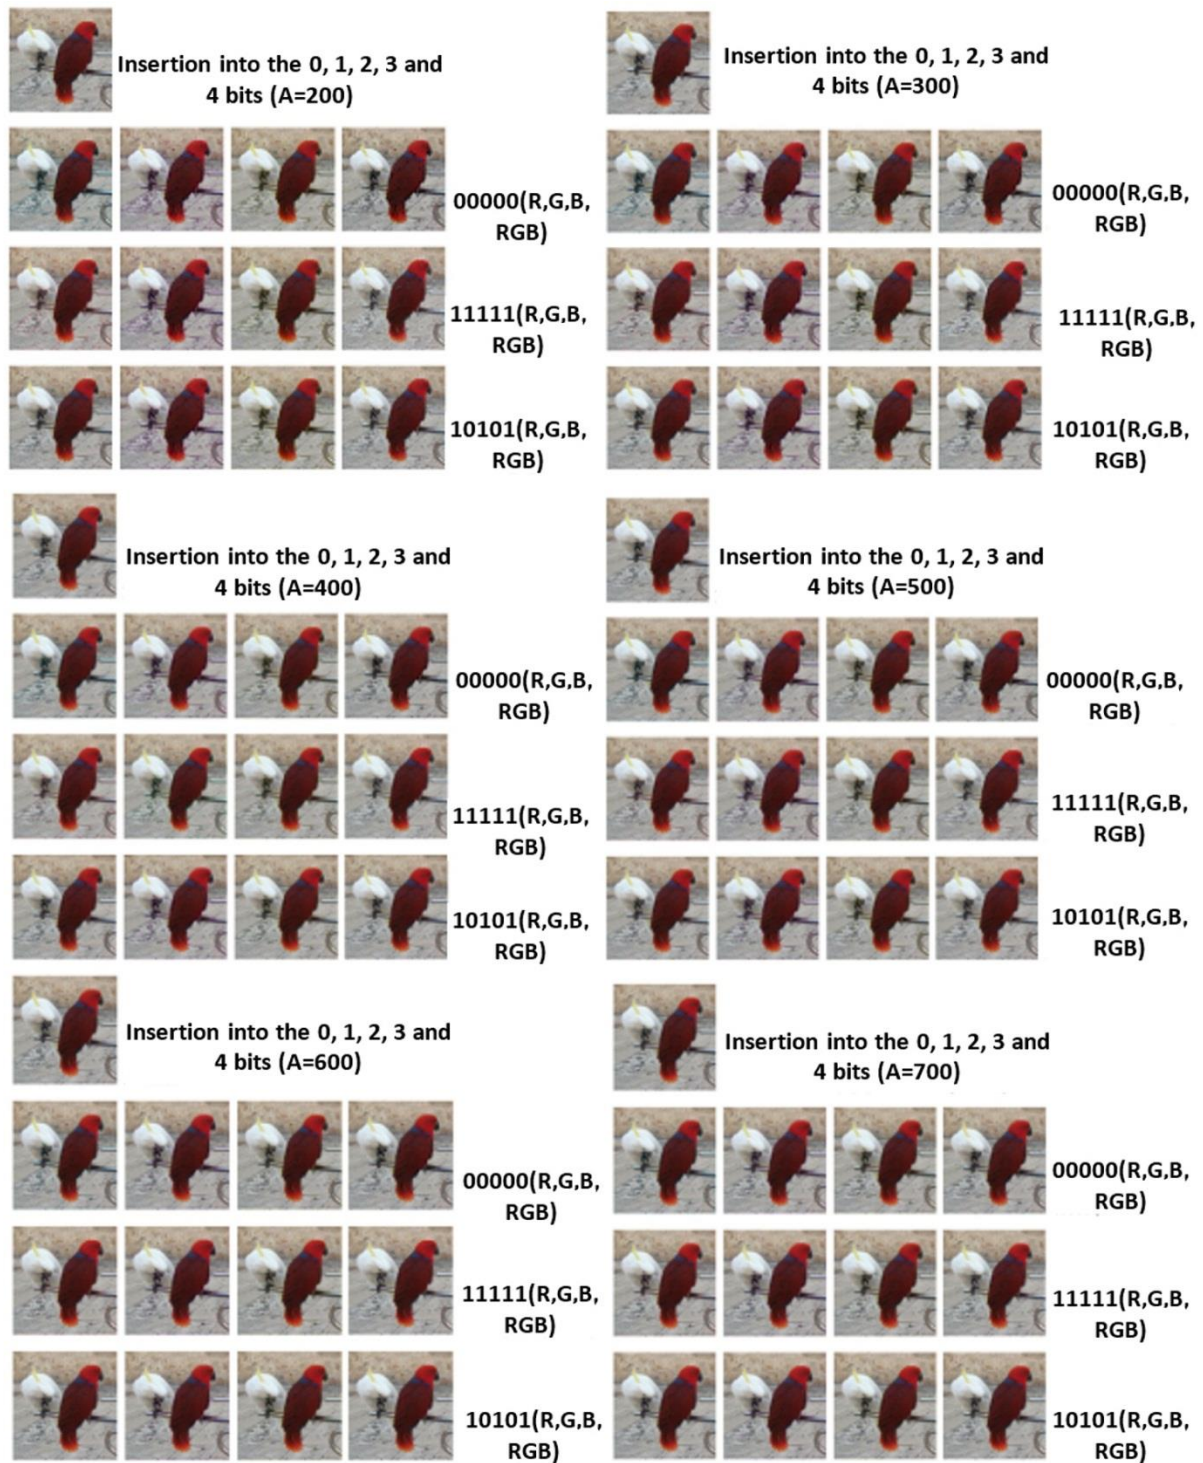 Insertion into the 0, 1, 2, 3 and
4 bits (A=200)
00000(R,G,B,
RGB)
11111(R,G,B,
RGB)
10101(R,G,B,
RGB)
Insertion into the 0, 1, 2, 3 and
4 bits (A=300)
00000(R,G,B,
RGB)
11111(R,G,B,
RGB)
10101(R,G,B,
RGB)
Insertion into the 0, 1, 2, 3 and
4 bits (A=400)
00000(R,G,B,
RGB)
11111(R,G,B,
RGB)
10101(R,G,B,
RGB)
Insertion into the 0, 1, 2, 3 and
4 bits (A=500)
00000(R,G,B,
RGB)
11111(R,G,B,
RGB)
10101(R,G,B,
RGB)
Insertion into the 0, 1, 2, 3 and
4 bits (A=600)
00000(R,G,B,
RGB)
11111(R,G,B,
RGB)
10101(R,G,B,
RGB)
Insertion into the 0, 1, 2, 3 and
4 bits (A=700)
00000(R,G,B,
RGB)
11111(R,G,B,
RGB)
10101(R,G,B,
RGB)